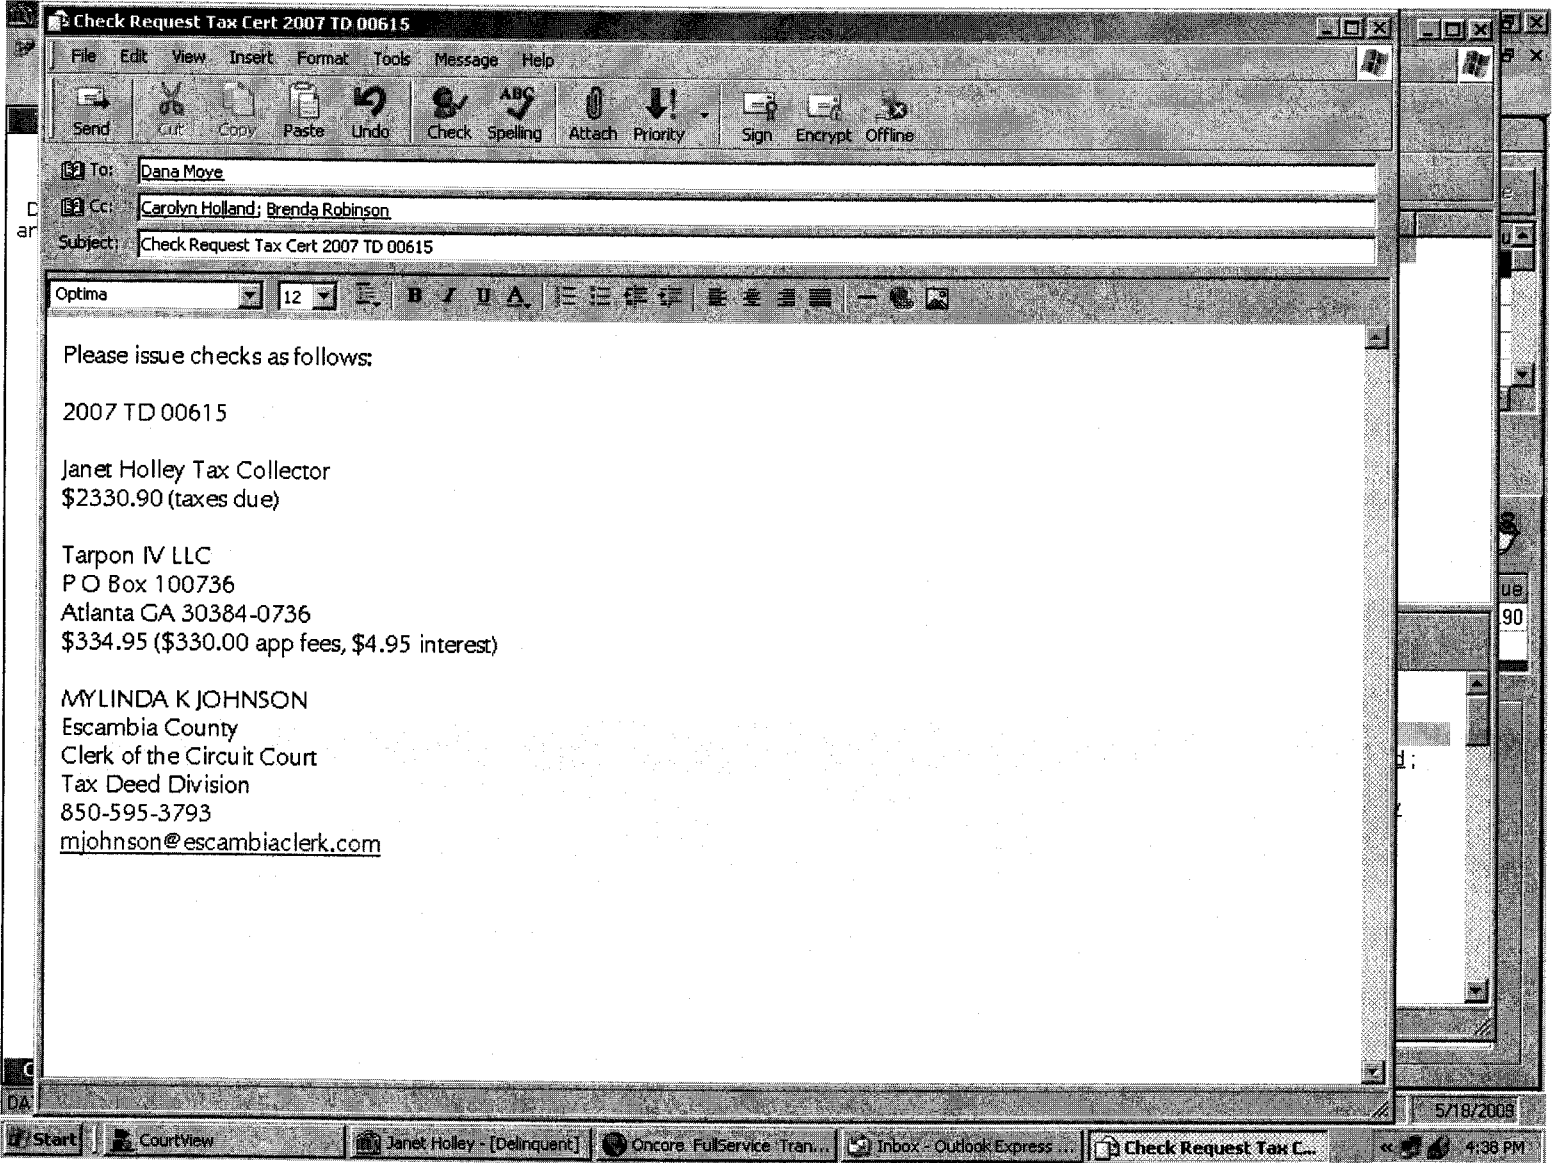 Check Request Tax Cert 2007 TD 00615
File Edit View Insert Format Tools Message Help
Send Cut Copy Paste Undo Check Spelling Attach Priority Sign Encrypt Offline
To: Dana Moye
Cc: Carolyn Holland; Brenda Robinson
Subject: Check Request Tax Cert 2007 TD 00615
Optima 12
Please issue checks as follows:
2007 TD 00615
Janet Holley Tax Collector
$2330.90 (taxes due)
Tarpon IV LLC
P O Box 100736
Atlanta GA 30384-0736
$334.95 ($330.00 app fees, $4.95 interest)
MYLINDA K JOHNSON
Escambia County
Clerk of the Circuit Court
Tax Deed Division
850-595-3793
mjohnson@escambiaclerk.com
ue
.90
d;
5/18/2009
Start CourtView Janet Holley - [Delinquent] Oncore FullService Tran... Inbox - Outlook Express ... Check Request Tax C... « 4:38 PM